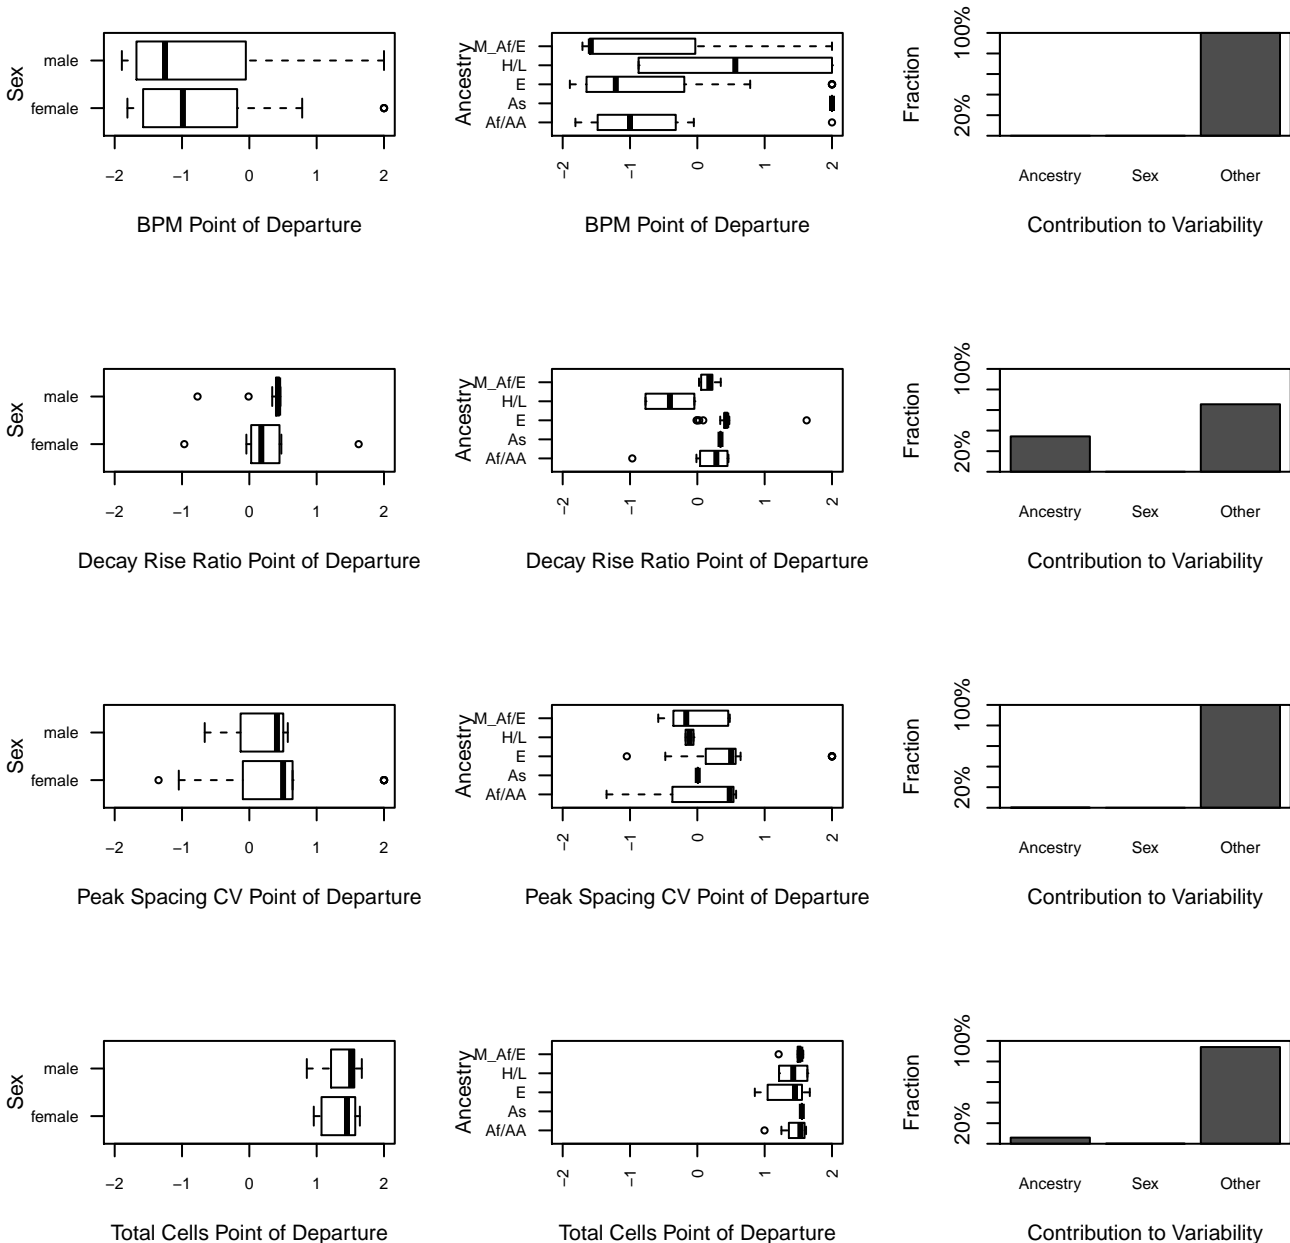 Sex
male
female
−2 −1 0 1 2
BPM Point of Departure
Ancestry
M_Af/E
H/L
E
As
Af/AA
−2 −1 0 1 2
BPM Point of Departure
Fraction
20% 100%
Ancestry Sex Other
Contribution to Variability
Sex
male
female
−2 −1 0 1 2
Decay Rise Ratio Point of Departure
Ancestry
M_Af/E
H/L
E
As
Af/AA
−2 −1 0 1 2
Decay Rise Ratio Point of Departure
Fraction
20% 100%
Ancestry Sex Other
Contribution to Variability
Sex
male
female
−2 −1 0 1 2
Peak Spacing CV Point of Departure
Ancestry
M_Af/E
H/L
E
As
Af/AA
−2 −1 0 1 2
Peak Spacing CV Point of Departure
Fraction
20% 100%
Ancestry Sex Other
Contribution to Variability
Sex
male
female
−2 −1 0 1 2
Total Cells Point of Departure
Ancestry
M_Af/E
H/L
E
As
Af/AA
−2 −1 0 1 2
Total Cells Point of Departure
Fraction
20% 100%
Ancestry Sex Other
Contribution to Variability